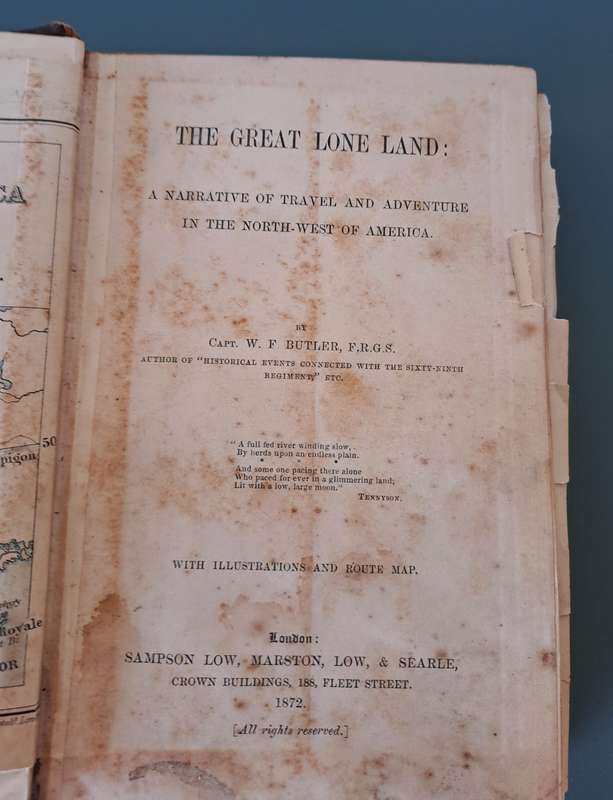 THE GREAT LONE LAND:
A NARRATIVE OF TRAVEL AND ADVENTURE
IN THE NORTH-WEST OF AMERICA.
BY
CAPT. W. F BUTLER, F.R.G.S.
AUTHOR OF "HISTORICAL EVENTS CONNECTED WITH THE SIXTY-NINTH
REGIMENT," ETC.
"A full fed river winding slow,
By herds upon an endless plain.
* * *
And some one pacing there alone
Who paced for ever in a glimmering land;
Lit with a low, large moon."
TENNYSON.
WITH ILLUSTRATIONS AND ROUTE MAP.
London:
SAMPSON LOW, MARSTON, LOW, & SEARLE,
CROWN BUILDINGS, 188, FLEET STREET.
1872.
[All rights reserved.]
CA
50
pigon
Royale
OR